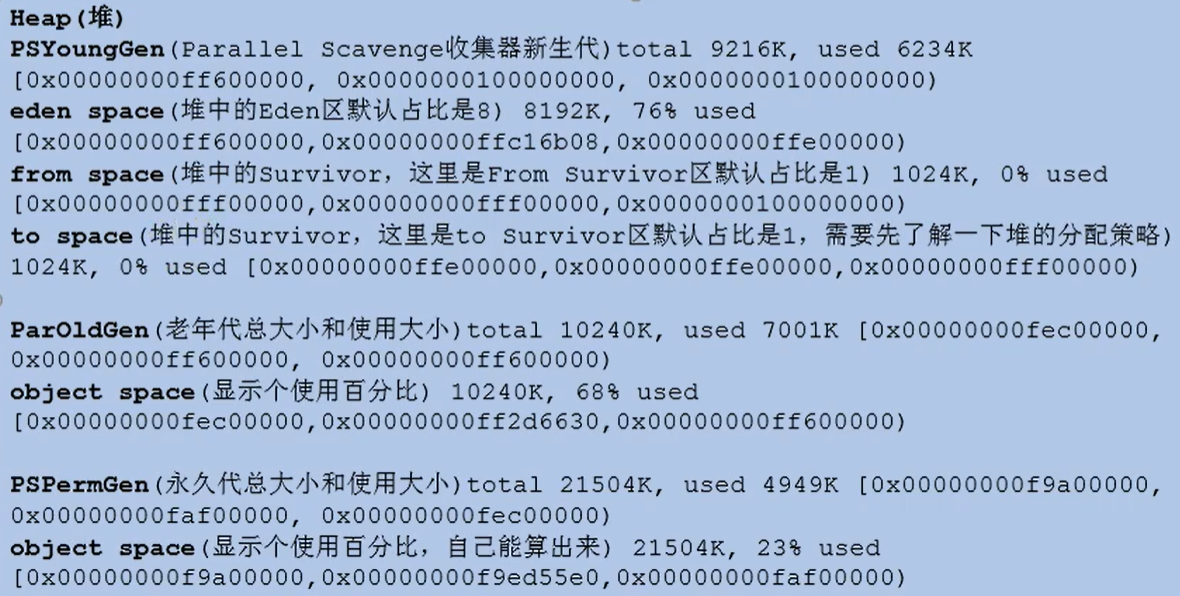 Heap(堆)
PSYoungGen(Parallel Scavenge收集器新生代)total 9216K, used 6234K
[0x00000000ff600000, 0x0000000100000000, 0x0000000100000000)
eden space(堆中的Eden区默认占比是8) 8192K, 76% used
[0x00000000ff600000,0x00000000ffc16b08,0x00000000ffe00000)
from space(堆中的Survivor，这里是From Survivor区默认占比是1) 1024K, 0% used
[0x00000000fff00000,0x00000000fff00000,0x0000000100000000)
to space(堆中的Survivor，这里是to Survivor区默认占比是1，需要先了解一下堆的分配策略)
1024K, 0% used [0x00000000ffe00000,0x00000000ffe00000,0x00000000fff00000)
ParOldGen(老年代总大小和使用大小)total 10240K, used 7001K [0x00000000fec00000,
0x00000000ff600000, 0x00000000ff600000)
object space(显示个使用百分比) 10240K, 68% used
[0x00000000fec00000,0x00000000ff2d6630,0x00000000ff600000)
PSPermGen(永久代总大小和使用大小)total 21504K, used 4949K [0x00000000f9a00000,
0x00000000faf00000, 0x00000000fec00000)
object space(显示个使用百分比，自己能算出来) 21504K, 23% used
[0x00000000f9a00000,0x00000000f9ed55e0,0x00000000faf00000)